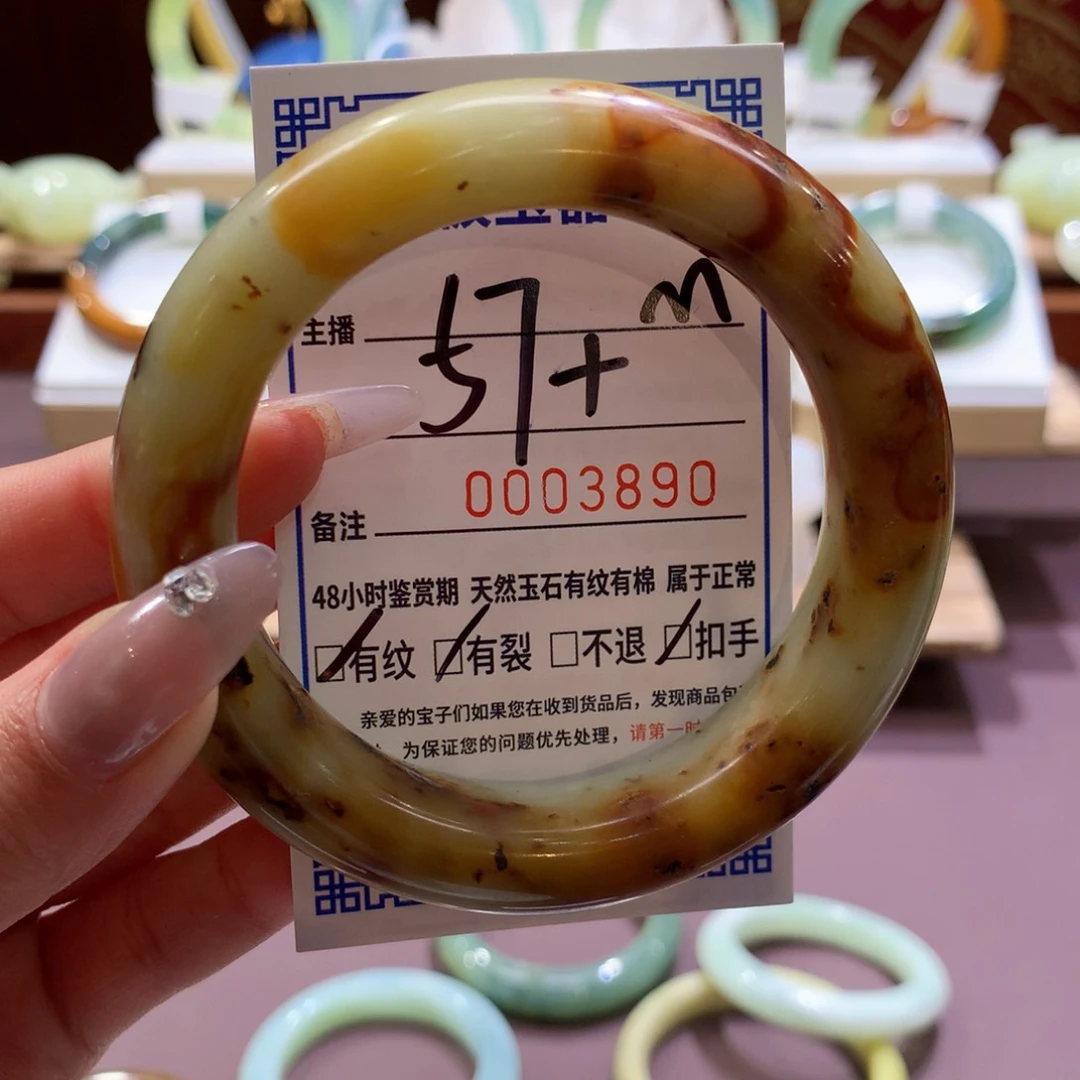 主播 57+ m
0003890
备注
48小时鉴赏期 天然玉石有纹有棉 属于正常
有纹 有裂 不退 扣手
亲爱的宝子们如果您在收到货品后，发现商品包
为保证您的问题优先处理，请第一时